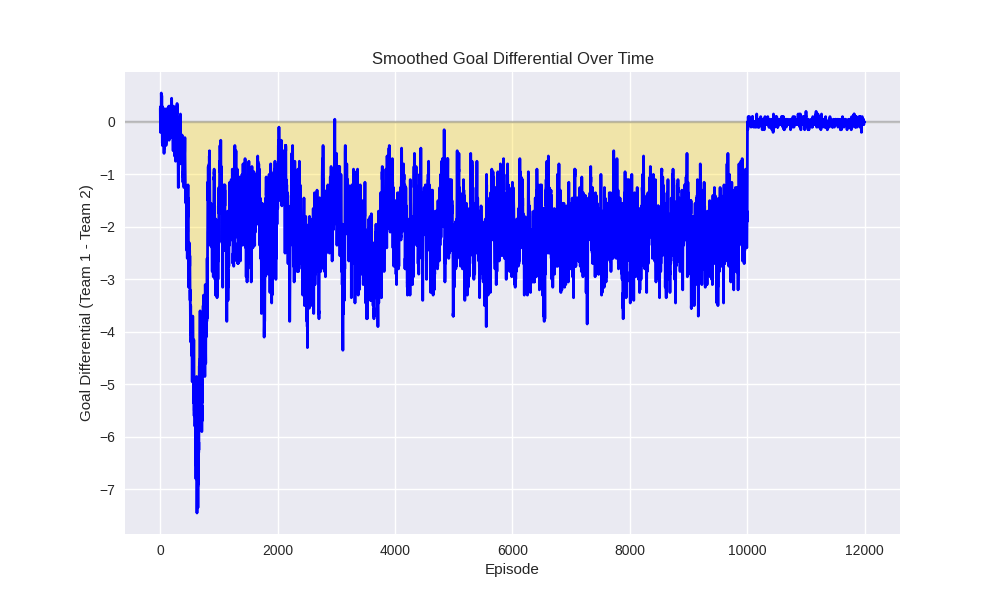 Smoothed Goal Differential Over Time
Goal Differential (Team 1 - Team 2)
0
−1
−2
−3
−4
−5
−6
−7
0 2000 4000 6000 8000 10000 12000
Episode